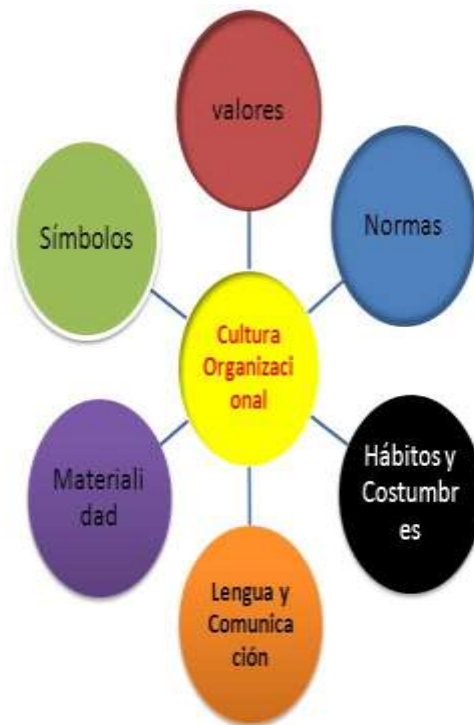 valores
Normas
Símbolos
Cultura
Organizaci
onal
Hábitos y
Costumbr
es
Materiali
dad
Lengua y
Comunica
ción